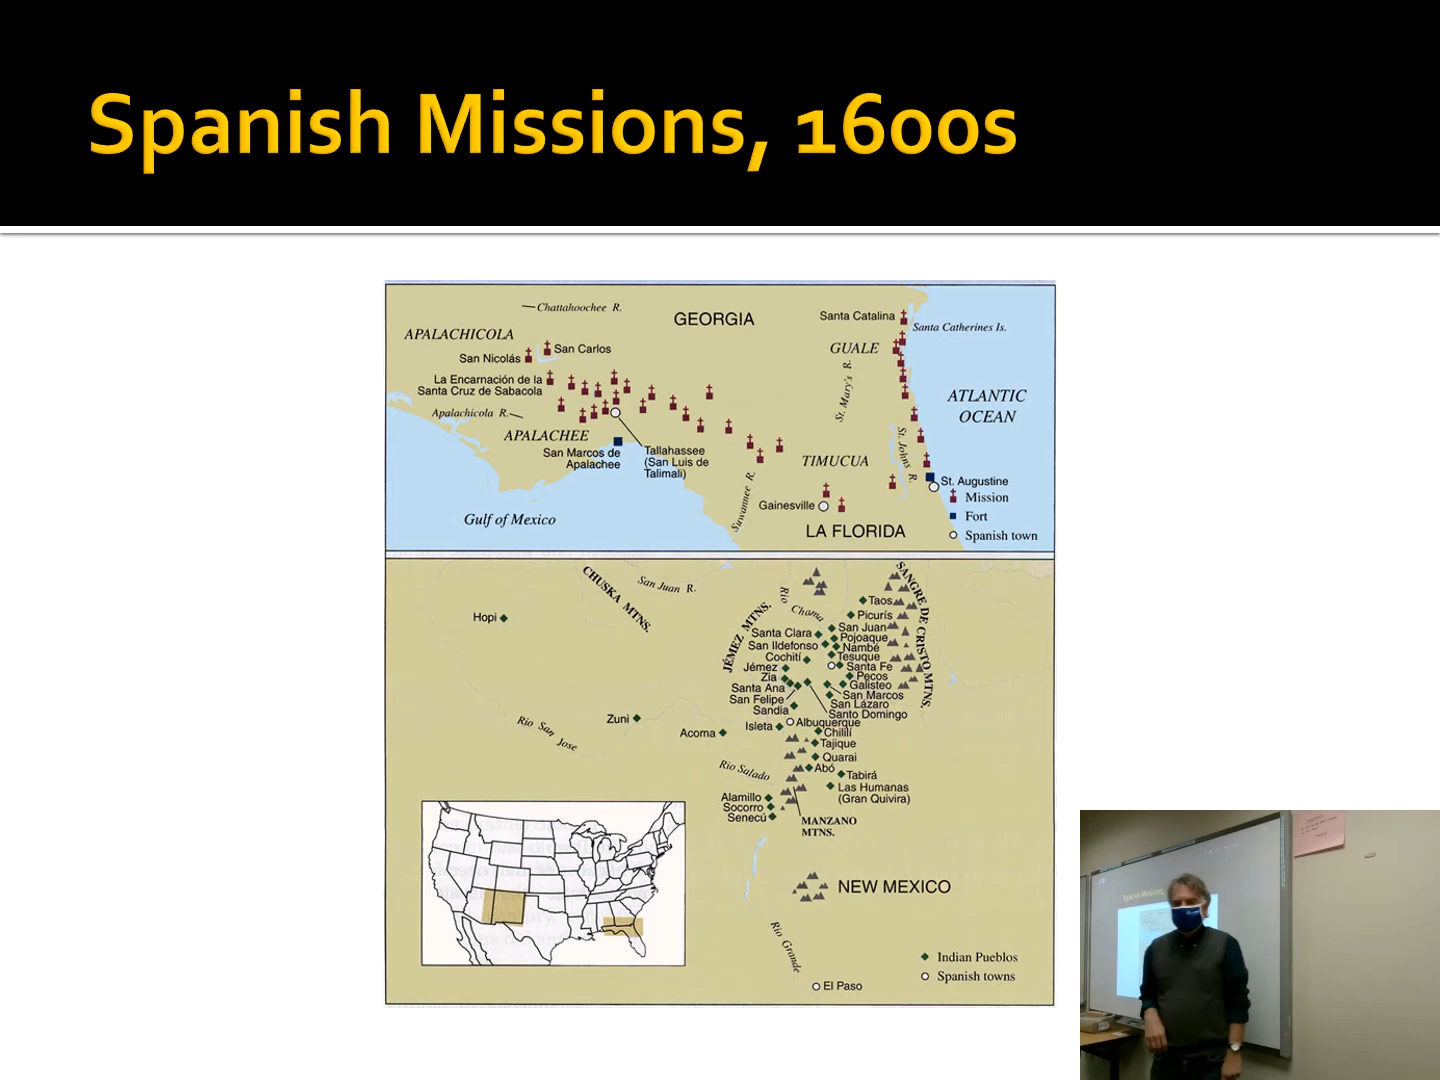 Spanish Missions, 1600s
Chattahoochee R.
GEORGIA
Santa Catalina
Santa Catherines Is.
APALACHICOLA
San Carlos
San Nicolás
GUALE
La Encarnación de la
Santa Cruz de Sabacola
St. Mary's R.
ATLANTIC
OCEAN
Apalachicola R.
APALACHEE
San Marcos de
Apalachee
Tallahassee
(San Luis de
Talimali)
TIMUCUA
St. Johns R.
St. Augustine
Suwannee R.
Gainesville
Mission
Fort
Spanish town
Gulf of Mexico
LA FLORIDA
CHUSKA MTNS.
San Juan R.
SANGRE DE CRISTO MTNS.
Rio Chama
JÉMEZ MTNS.
Hopi
Taos
Picurís
San Juan
Santa Clara
Pojoaque
San Ildefonso
Nambé
Cochití
Tesuque
Jémez
Santa Fe
Zia
Pecos
Santa Ana
Galisteo
San Felipe
San Marcos
Sandia
San Lázaro
Santo Domingo
Zuni
Isleta
Albuquerque
Acoma
Chililí
Tajique
Rio San Jose
Quarai
Rio Salado
Abó
Tabirá
Las Humanas
(Gran Quivira)
Alamillo
Socorro
Senecú
MANZANO
MTNS.
NEW MEXICO
Rio Grande
Indian Pueblos
Spanish towns
El Paso
Spanish Missions,